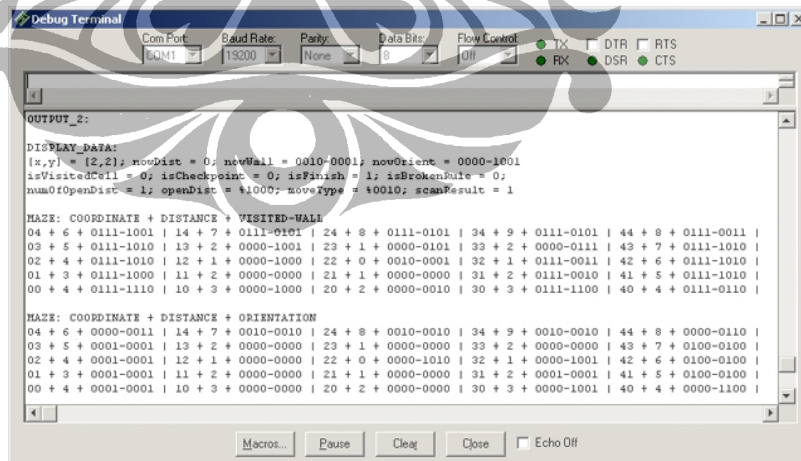 Debug Terminal
Com Port: Baud Rate: Parity: Data Bits: Flow Control: TX DTR RTS
COM1 19200 None 8 Off RX DSR CTS
OUTPUT_2:
DISPLAY_DATA:
[x,y] = [2,2]; nowDist = 0; nowWall = 0010-0001; nowOrient = 0000-1001
isVisitedCell = 0; isCheckpoint = 0; isFinish = 1; isBrokenRule = 0;
numOfOpenDist = 1; openDist = %1000; moveType = %0010; scanResult = 1
MAZE: COORDINATE + DISTANCE + VISITED-WALL
04 + 6 + 0111-1001 | 14 + 7 + 0111-0101 | 24 + 8 + 0111-0101 | 34 + 9 + 0111-0101 | 44 + 8 + 0111-0011 |
03 + 5 + 0111-1010 | 13 + 2 + 0000-1001 | 23 + 1 + 0000-0101 | 33 + 2 + 0000-0111 | 43 + 7 + 0111-1010 |
02 + 4 + 0111-1010 | 12 + 1 + 0000-1000 | 22 + 0 + 0010-0001 | 32 + 1 + 0111-0011 | 42 + 6 + 0111-1010 |
01 + 3 + 0111-1000 | 11 + 2 + 0000-0000 | 21 + 1 + 0000-0000 | 31 + 2 + 0111-0010 | 41 + 5 + 0111-1010 |
00 + 4 + 0111-1110 | 10 + 3 + 0000-1000 | 20 + 2 + 0000-0010 | 30 + 3 + 0111-1100 | 40 + 4 + 0111-0110 |
MAZE: COORDINATE + DISTANCE + ORIENTATION
04 + 6 + 0000-0011 | 14 + 7 + 0010-0010 | 24 + 8 + 0010-0010 | 34 + 9 + 0010-0010 | 44 + 8 + 0000-0110 |
03 + 5 + 0001-0001 | 13 + 2 + 0000-0000 | 23 + 1 + 0000-0000 | 33 + 2 + 0000-0000 | 43 + 7 + 0100-0100 |
02 + 4 + 0001-0001 | 12 + 1 + 0000-0000 | 22 + 0 + 0000-1010 | 32 + 1 + 0000-1001 | 42 + 6 + 0100-0100 |
01 + 3 + 0001-0001 | 11 + 2 + 0000-0000 | 21 + 1 + 0000-0000 | 31 + 2 + 0001-0001 | 41 + 5 + 0100-0100 |
00 + 4 + 0001-0001 | 10 + 3 + 0000-0000 | 20 + 2 + 0000-0000 | 30 + 3 + 0000-1001 | 40 + 4 + 0000-1100 |
Macros... Pause Clear Close Echo Off